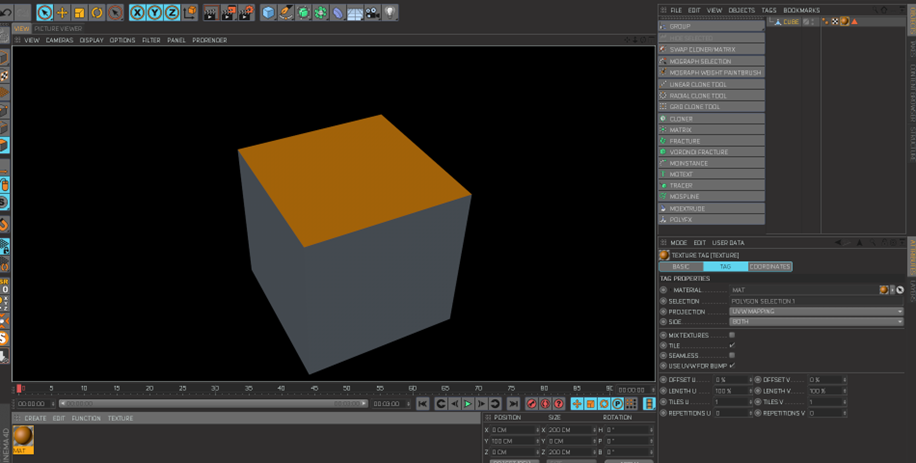 FILE EDIT VIEW OBJECTS TAGS BOOKMARKS
VIEW PICTURE VIEWER
VIEW CAMERAS DISPLAY OPTIONS FILTER PANEL PRORENDER
GROUP
CUBE
SWAP CLONER/MATRIX
MOGRAPH SELECTION
MOGRAPH WEIGHT PAINTBRUSH
LINEAR CLONE TOOL
RADIAL CLONE TOOL
GRID CLONE TOOL
CLONER
MATRIX
FRACTURE
VORONOI FRACTURE
MOINSTANCE
MOTEXT
TRACER
MOSPLINE
MOEXTRUDE
POLYFX
MODE EDIT USER DATA
TEXTURE TAG [TEXTURE]
BASIC TAG COORDINATES
TAG PROPERTIES
MATERIAL MAT
SELECTION POLYGON SELECTION.1
PROJECTION UVW MAPPING
SIDE BOTH
MIX TEXTURES
TILE
SEAMLESS
USE UVW FOR BUMP
OFFSET U 0 % OFFSET V 0 %
LENGTH U 100 % LENGTH V 100 %
TILES U 1 TILES V 1
REPETITIONS U 0 REPETITIONS V 0
0 5 10 15 20 25 30 35 40 45 50 55 60 65 70 75 80 85 00:00:00
00:00:00 00:03:00
CREATE EDIT FUNCTION TEXTURE
MAT
POSITION SIZE ROTATION
X 0 CM X 200 CM H 0 °
Y 100 CM Y 0 CM P 0 °
Z 0 CM Z 200 CM B 0 °